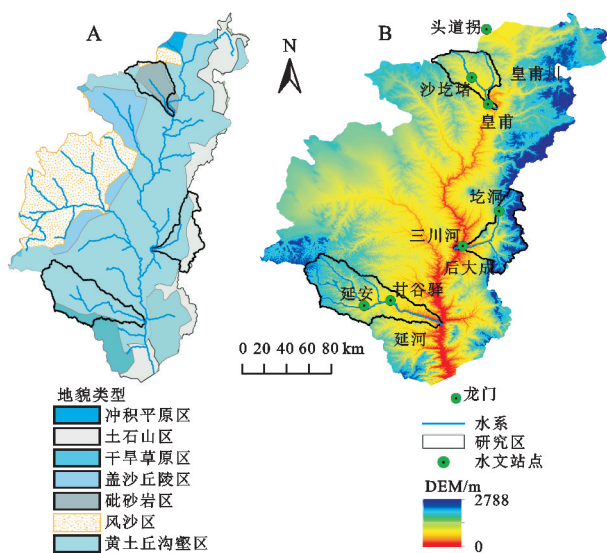 A
N
B
头道拐
皇甫川
沙圪堵
皇甫
圪洞
三川河
后大成
甘谷驿
延安
延河
0 20 40 60 80 km
龙门
地貌类型
冲积平原区
土石山区
干旱草原区
盖沙丘陵区
砒砂岩区
风沙区
黄土丘沟壑区
水系
研究区
水文站点
DEM/m
2788
0